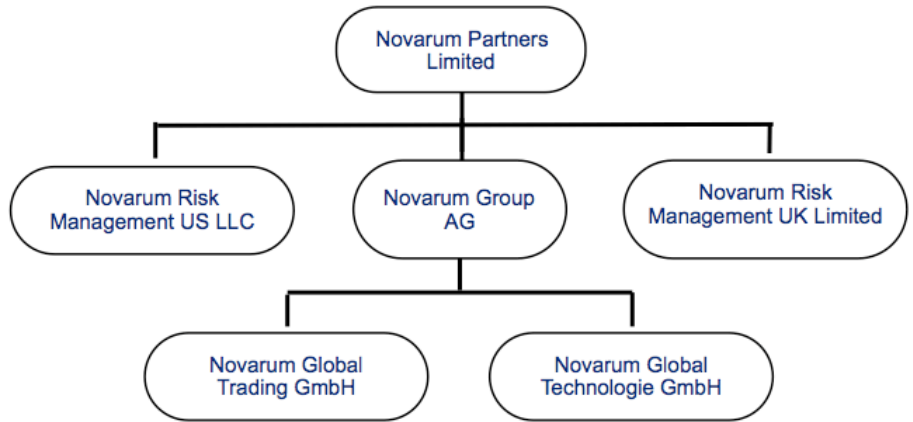 Novarum Partners
Limited
Novarum Risk
Management US LLC
Novarum Group
AG
Novarum Risk
Management UK Limited
Novarum Global
Trading GmbH
Novarum Global
Technologie GmbH